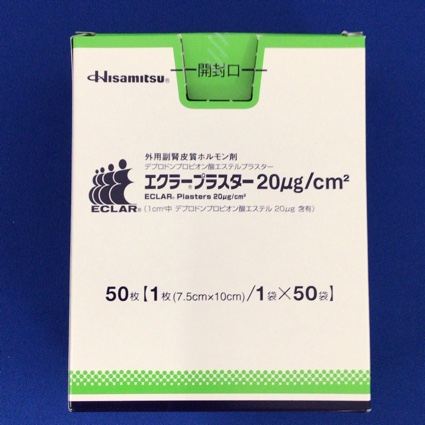 Hisamitsu®
開封口
外用副腎皮質ホルモン剤
デプロドンプロピオン酸エステルプラスター
エクラー®プラスター20μg/cm²
ECLAR® Plasters 20μg/cm²
ECLAR®
(1cm²中 デプロドンプロピオン酸エステル 20μg 含有)
50枚【1枚(7.5cm×10cm)/1袋×50袋】